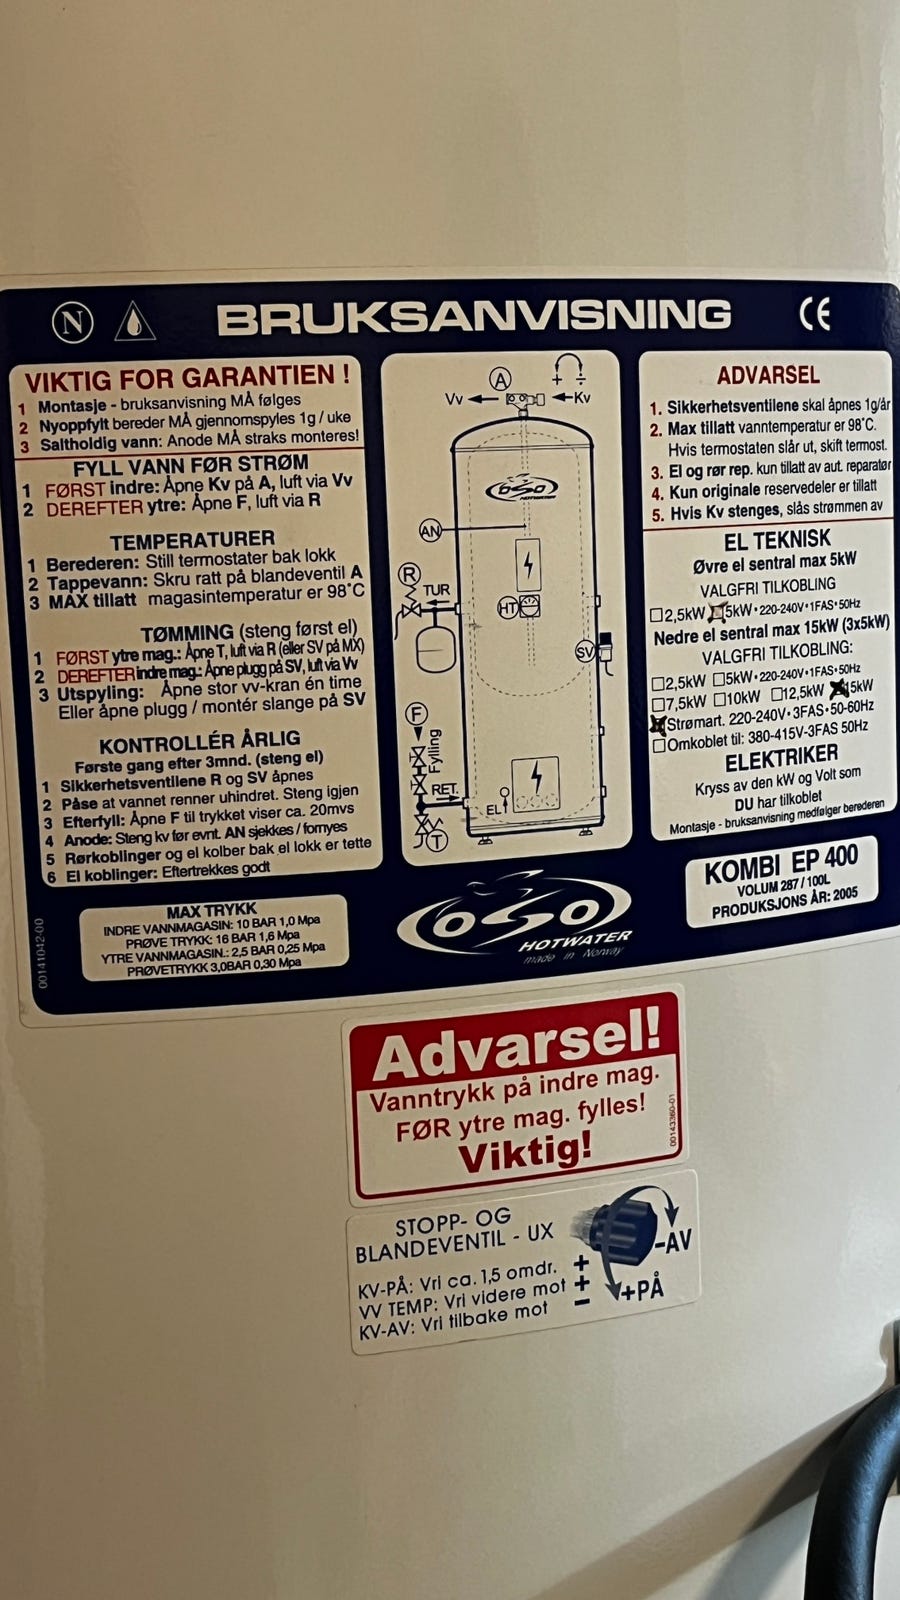 N
BRUKSANVISNING
CE
VIKTIG FOR GARANTIEN !
1 Montasje - bruksanvisning MÅ følges
2 Nyoppfylt bereder MÅ gjennomspyles 1g / uke
3 Saltholdig vann: Anode MÅ straks monteres!
FYLL VANN FØR STRØM
1 FØRST indre: Åpne Kv på A, luft via Vv
2 DEREFTER ytre: Åpne F, luft via R
TEMPERATURER
1 Berederen: Still termostater bak lokk
2 Tappevann: Skru ratt på blandeventil A
3 MAX tillatt magasintemperatur er 98°C
TØMMING (steng først el)
1 FØRST ytre mag.: Åpne T, luft via R (eller SV på MX)
2 DEREFTER indre mag.: Åpne plugg på SV, luft via Vv
3 Utspyling: Åpne stor vv-kran én time
Eller åpne plugg / montér slange på SV
KONTROLLÉR ÅRLIG
Første gang efter 3mnd. (steng el)
1 Sikkerhetsventilene R og SV åpnes
2 Påse at vannet renner uhindret. Steng igjen
3 Efterfyll: Åpne F til trykket viser ca. 20mvs
4 Anode: Steng kv før evnt. AN sjekkes / fornyes
5 Rørkoblinger og el kolber bak el lokk er tette
6 El koblinger: Eftertrekkes godt
MAX TRYKK
INDRE VANNMAGASIN: 10 BAR 1,0 Mpa
PRØVE TRYKK: 16 BAR 1,6 Mpa
YTRE VANNMAGASIN.: 2,5 BAR 0,25 Mpa
PRØVETRYKK 3,0BAR 0,30 Mpa
00141042-00
A
+ ÷
Vv
Kv
OSO
HOTWATER
AN
R
TUR
HT
SV
F
Fylling
RET.
EL
T
OSO
HOTWATER
made in Norway
ADVARSEL
1. Sikkerhetsventilene skal åpnes 1g/år
2. Max tillatt vanntemperatur er 98°C.
Hvis termostaten slår ut, skift termost.
3. El og rør rep. kun tillatt av aut. reparatør
4. Kun originale reservedeler er tillatt
5. Hvis Kv stenges, slås strømmen av
EL TEKNISK
Øvre el sentral max 5kW
VALGFRI TILKOBLING
2,5kW 5kW • 220-240V • 1FAS • 50Hz
Nedre el sentral max 15kW (3x5kW)
VALGFRI TILKOBLING:
2,5kW 5kW • 220-240V • 1FAS • 50Hz
7,5kW 10kW 12,5kW 15kW
Strømart. 220-240V • 3FAS • 50-60Hz
Omkoblet til: 380-415V-3FAS 50Hz
ELEKTRIKER
Kryss av den kW og Volt som
DU har tilkoblet
Montasje - bruksanvisning medfølger berederen
KOMBI EP 400
VOLUM 287 / 100L
PRODUKSJONS ÅR: 2005
Advarsel!
Vanntrykk på indre mag.
FØR ytre mag. fylles!
Viktig!
00143360-01
STOPP- OG
BLANDEVENTIL - UX
KV-PÅ: Vri ca. 1,5 omdr. +
VV TEMP: Vri videre mot +
KV-AV: Vri tilbake mot −
-AV
+PÅ